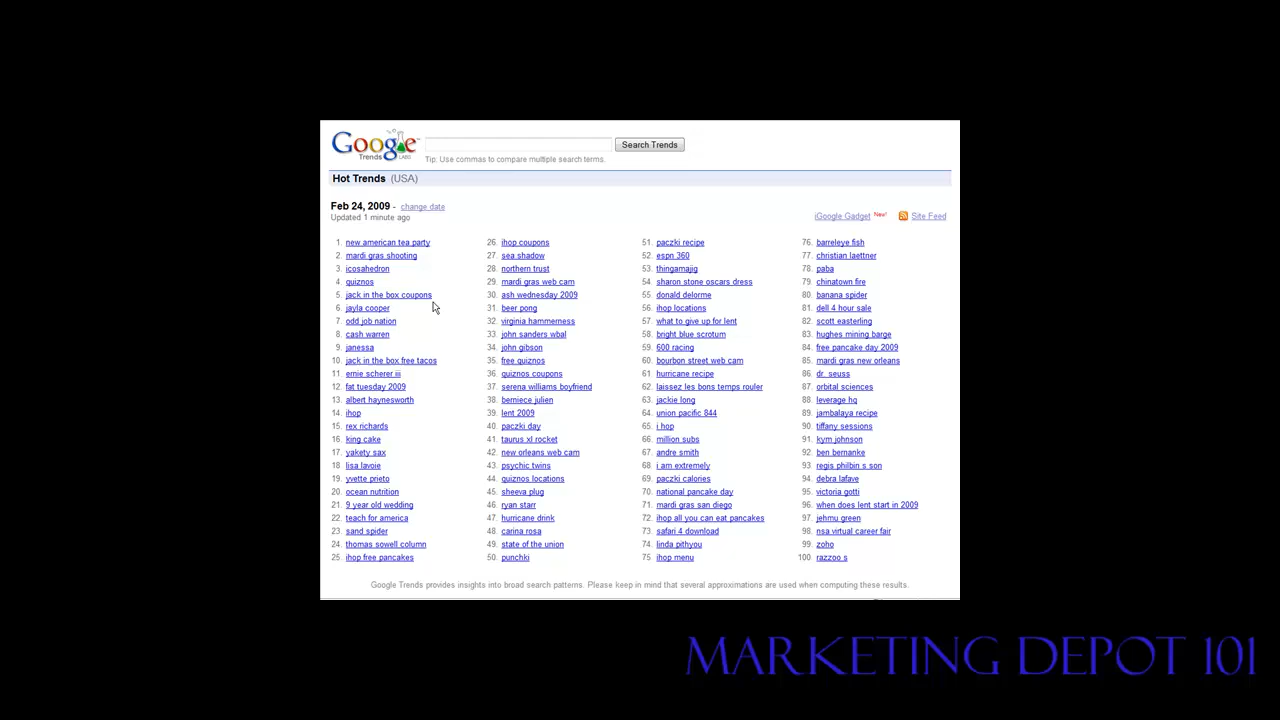 Google
Trends LABS
Search Trends
Tip: Use commas to compare multiple search terms.
Hot Trends (USA)
Feb 24, 2009 - change date
Updated 1 minute ago
iGoogle Gadget New! Site Feed
1. new american tea party
2. mardi gras shooting
3. icosahedron
4. quiznos
5. jack in the box coupons
6. jayla cooper
7. odd job nation
8. cash warren
9. janessa
10. jack in the box free tacos
11. ernie scherer iii
12. fat tuesday 2009
13. albert haynesworth
14. ihop
15. rex richards
16. king cake
17. yakety sax
18. lisa lavoie
19. yvette prieto
20. ocean nutrition
21. 9 year old wedding
22. teach for america
23. sand spider
24. thomas sowell column
25. ihop free pancakes
26. ihop coupons
27. sea shadow
28. northern trust
29. mardi gras web cam
30. ash wednesday 2009
31. beer pong
32. virginia hammerness
33. john sanders wbal
34. john gibson
35. free quiznos
36. quiznos coupons
37. serena williams boyfriend
38. berniece julien
39. lent 2009
40. paczki day
41. taurus xl rocket
42. new orleans web cam
43. psychic twins
44. quiznos locations
45. sheeva plug
46. ryan starr
47. hurricane drink
48. carina rosa
49. state of the union
50. punchki
51. paczki recipe
52. espn 360
53. thingamajig
54. sharon stone oscars dress
55. donald delorme
56. ihop locations
57. what to give up for lent
58. bright blue scrotum
59. 600 racing
60. bourbon street web cam
61. hurricane recipe
62. laissez les bons temps rouler
63. jackie long
64. union pacific 844
65. i hop
66. million subs
67. andre smith
68. i am extremely
69. paczki calories
70. national pancake day
71. mardi gras san diego
72. ihop all you can eat pancakes
73. safari 4 download
74. linda pithyou
75. ihop menu
76. barreleye fish
77. christian laettner
78. paba
79. chinatown fire
80. banana spider
81. dell 4 hour sale
82. scott easterling
83. hughes mining barge
84. free pancake day 2009
85. mardi gras new orleans
86. dr. seuss
87. orbital sciences
88. leverage hq
89. jambalaya recipe
90. tiffany sessions
91. kym johnson
92. ben bernanke
93. regis philbin s son
94. debra lafave
95. victoria gotti
96. when does lent start in 2009
97. jehmu green
98. nsa virtual career fair
99. zoho
100. razzoo s
Google Trends provides insights into broad search patterns. Please keep in mind that several approximations are used when computing these results.
MARKETING DEPOT 101